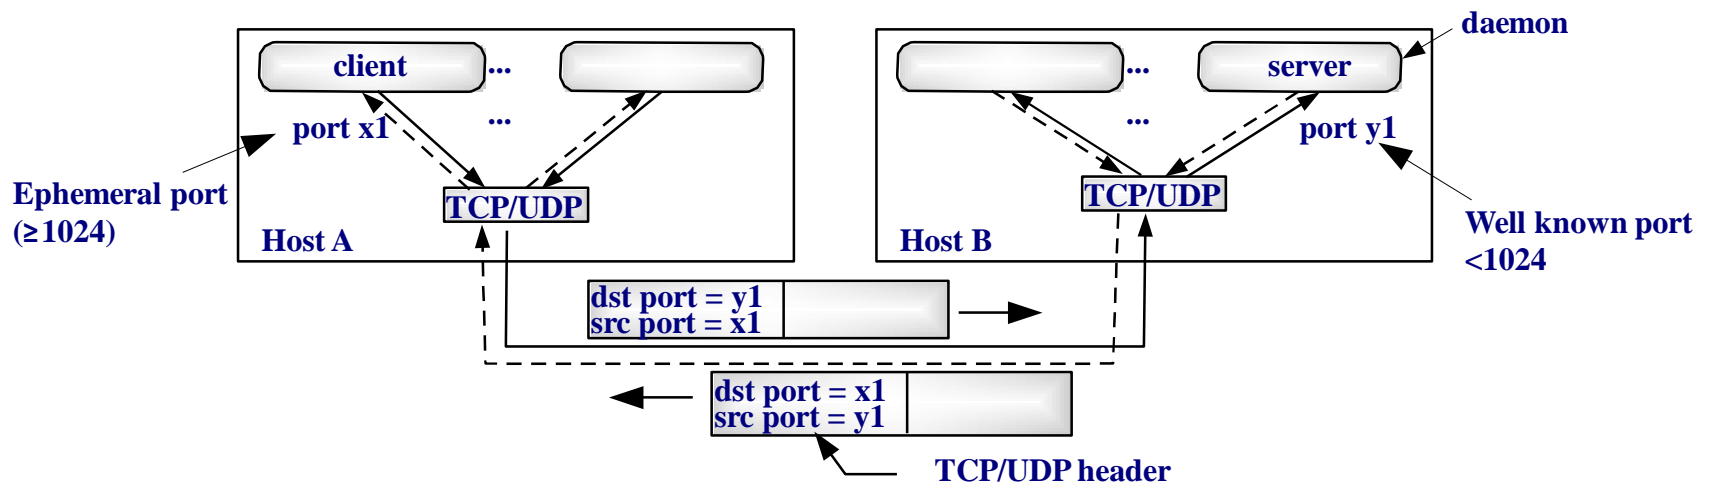 daemon
client
...
...
server
port x1
...
...
port y1
Ephemeral port
(≥1024)
TCP/UDP
TCP/UDP
Well known port
<1024
Host A
Host B
dst port = y1
src port = x1
dst port = x1
src port = y1
TCP/UDP header